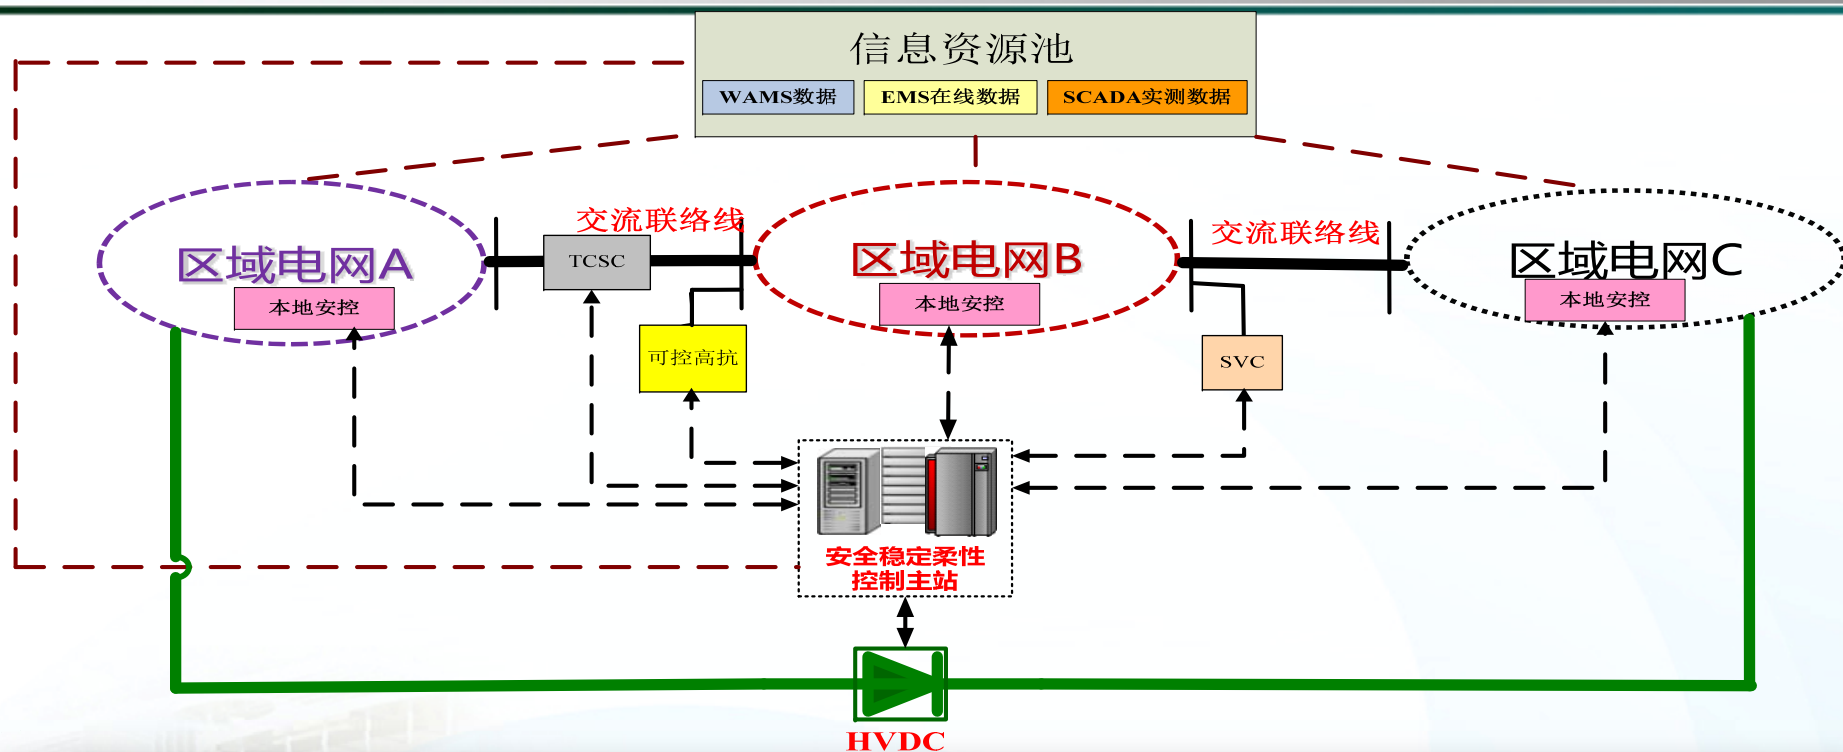 信息资源池
WAMS数据
EMS在线数据
SCADA实测数据
交流联络线
交流联络线
区域电网A
TCSC
区域电网B
区域电网C
本地安控
本地安控
本地安控
可控高抗
SVC
安全稳定柔性
控制主站
HVDC